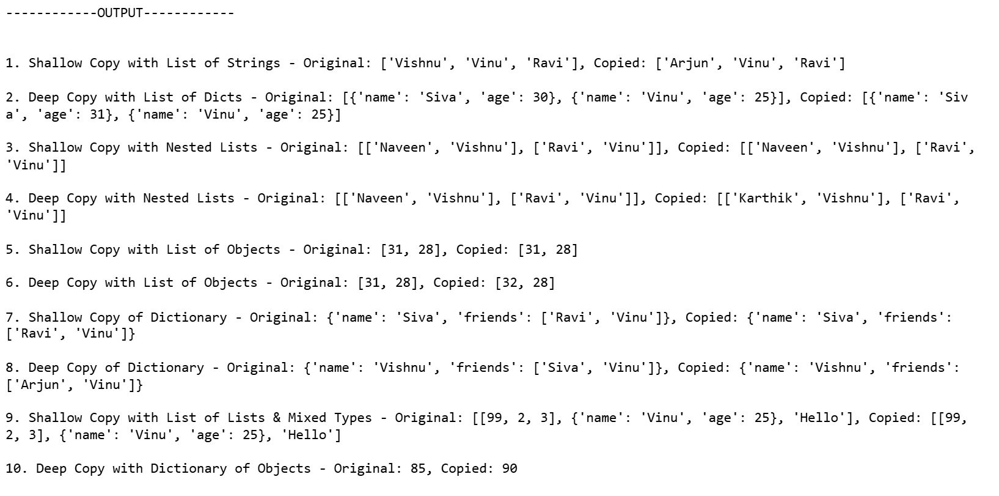 ------------OUTPUT------------
1. Shallow Copy with List of Strings - Original: ['Vishnu', 'Vinu', 'Ravi'], Copied: ['Arjun', 'Vinu', 'Ravi']
2. Deep Copy with List of Dicts - Original: [{'name': 'Siva', 'age': 30}, {'name': 'Vinu', 'age': 25}], Copied: [{'name': 'Siv
a', 'age': 31}, {'name': 'Vinu', 'age': 25}]
3. Shallow Copy with Nested Lists - Original: [['Naveen', 'Vishnu'], ['Ravi', 'Vinu']], Copied: [['Naveen', 'Vishnu'], ['Ravi',
'Vinu']]
4. Deep Copy with Nested Lists - Original: [['Naveen', 'Vishnu'], ['Ravi', 'Vinu']], Copied: [['Karthik', 'Vishnu'], ['Ravi',
'Vinu']]
5. Shallow Copy with List of Objects - Original: [31, 28], Copied: [31, 28]
6. Deep Copy with List of Objects - Original: [31, 28], Copied: [32, 28]
7. Shallow Copy of Dictionary - Original: {'name': 'Siva', 'friends': ['Ravi', 'Vinu']}, Copied: {'name': 'Siva', 'friends':
['Ravi', 'Vinu']}
8. Deep Copy of Dictionary - Original: {'name': 'Vishnu', 'friends': ['Siva', 'Vinu']}, Copied: {'name': 'Vishnu', 'friends':
['Arjun', 'Vinu']}
9. Shallow Copy with List of Lists & Mixed Types - Original: [[99, 2, 3], {'name': 'Vinu', 'age': 25}, 'Hello'], Copied: [[99,
2, 3], {'name': 'Vinu', 'age': 25}, 'Hello']
10. Deep Copy with Dictionary of Objects - Original: 85, Copied: 90